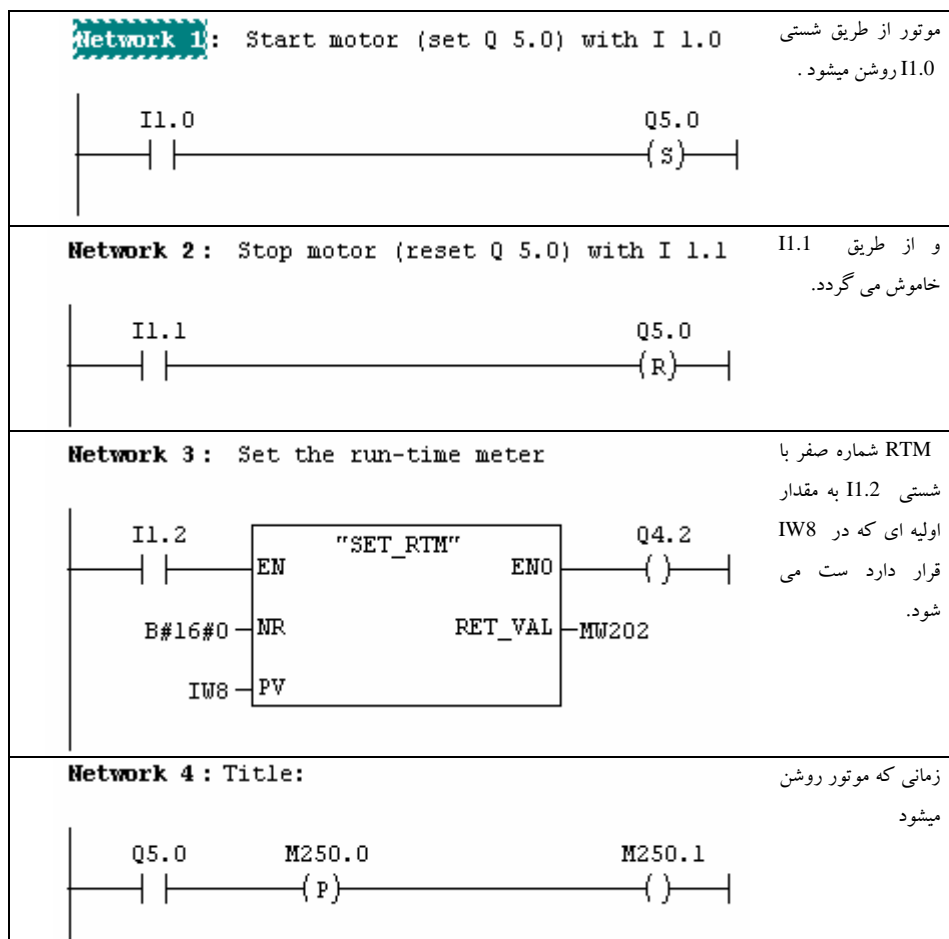 Network 1: Start motor (set Q 5.0) with I 1.0
I1.0 Q5.0
( S )
موتور از طریق شستی
I1.0 روشن میشود .
Network 2 : Stop motor (reset Q 5.0) with I 1.1
I1.1 Q5.0
( R )
و از طریق I1.1
خاموش می گردد.
Network 3 : Set the run-time meter
I1.2 "SET_RTM" Q4.2
EN ENO ( )
B#16#0 NR RET_VAL MW202
IW8 PV
RTM شماره صفر با
شستی I1.2 به مقدار
اولیه ای که در IW8
قرار دارد ست می
شود.
Network 4 : Title:
Q5.0 M250.0 M250.1
( P ) ( )
زمانی که موتور روشن
میشود